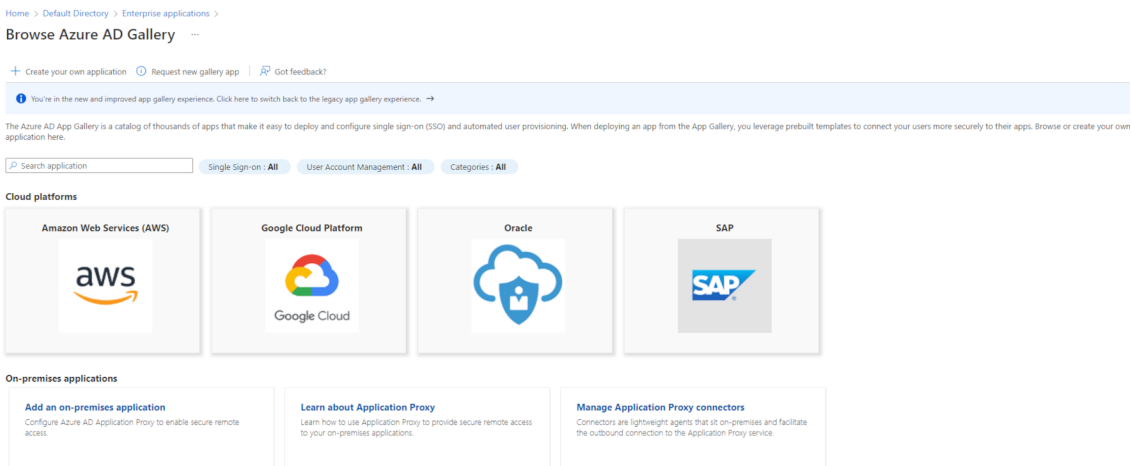 Home > Default Directory > Enterprise applications >
Browse Azure AD Gallery ...
Create your own application Request new gallery app Got feedback?
You're in the new and improved app gallery experience. Click here to switch back to the legacy app gallery experience. →
The Azure AD App Gallery is a catalog of thousands of apps that make it easy to deploy and configure single sign-on (SSO) and automated user provisioning. When deploying an app from the App Gallery, you leverage prebuilt templates to connect your users more securely to their apps. Browse or create your own
application here.
Search application Single Sign-on : All User Account Management : All Categories : All
Cloud platforms
Amazon Web Services (AWS) Google Cloud Platform Oracle SAP
aws Google Cloud SAP
On-premises applications
Add an on-premises application
Configure Azure AD Application Proxy to enable secure remote
access.
Learn about Application Proxy
Learn how to use Application Proxy to provide secure remote access
to your on-premises applications.
Manage Application Proxy connectors
Connectors are lightweight agents that sit on-premises and facilitate
the outbound connection to the Application Proxy service.